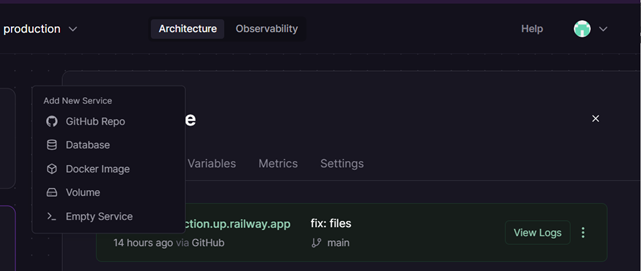 production
Architecture
Observability
Help
Add New Service
GitHub Repo
Database
Docker Image
Volume
Empty Service
Variables
Metrics
Settings
ction.up.railway.app
fix: files
14 hours ago via GitHub
main
View Logs